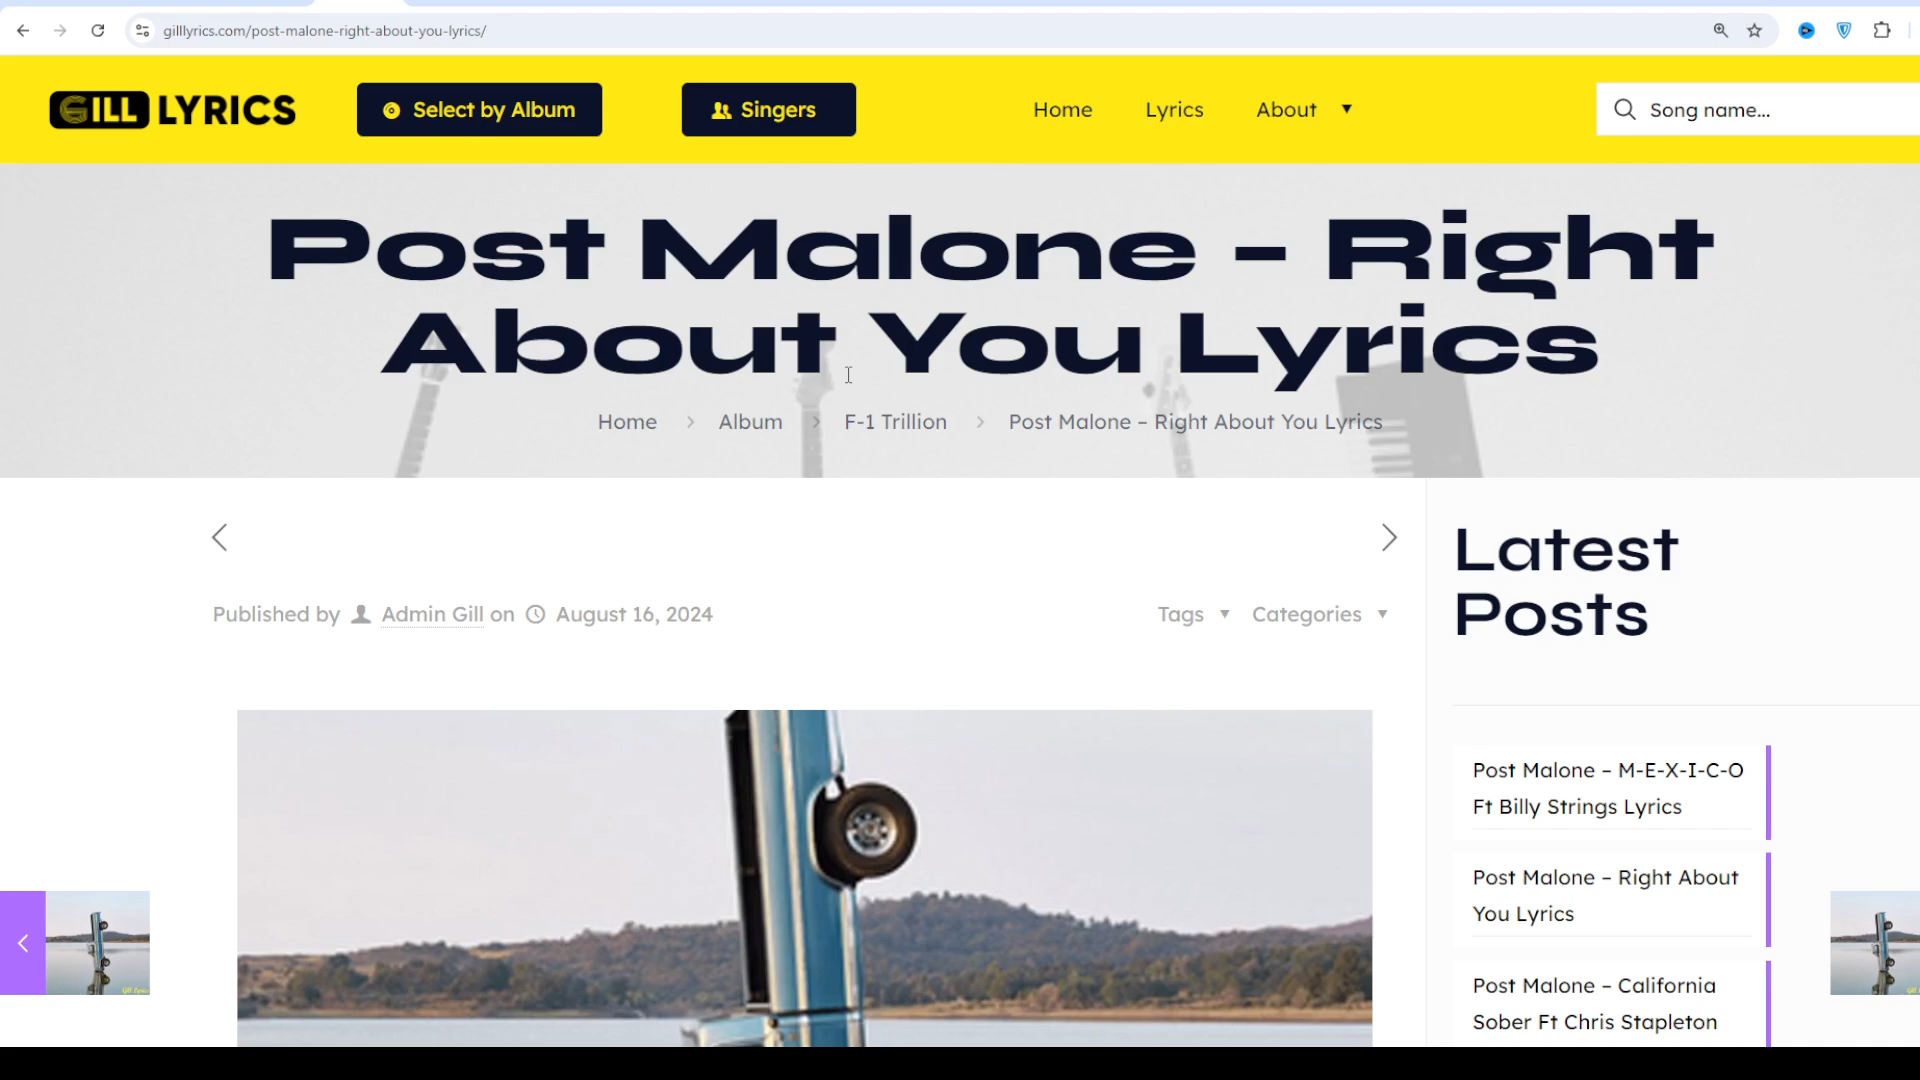 gilllyrics.com/post-malone-right-about-you-lyrics/
GILL LYRICS
Select by Album
Singers
Home
Lyrics
About
Song name...
Post Malone – Right
About You Lyrics
Home
Album
F-1 Trillion
Post Malone – Right About You Lyrics
Published by Admin Gill on August 16, 2024
Tags
Categories
Latest
Posts
Post Malone – M-E-X-I-C-O
Ft Billy Strings Lyrics
Post Malone – Right About
You Lyrics
Post Malone – California
Sober Ft Chris Stapleton
Gill Lyrics